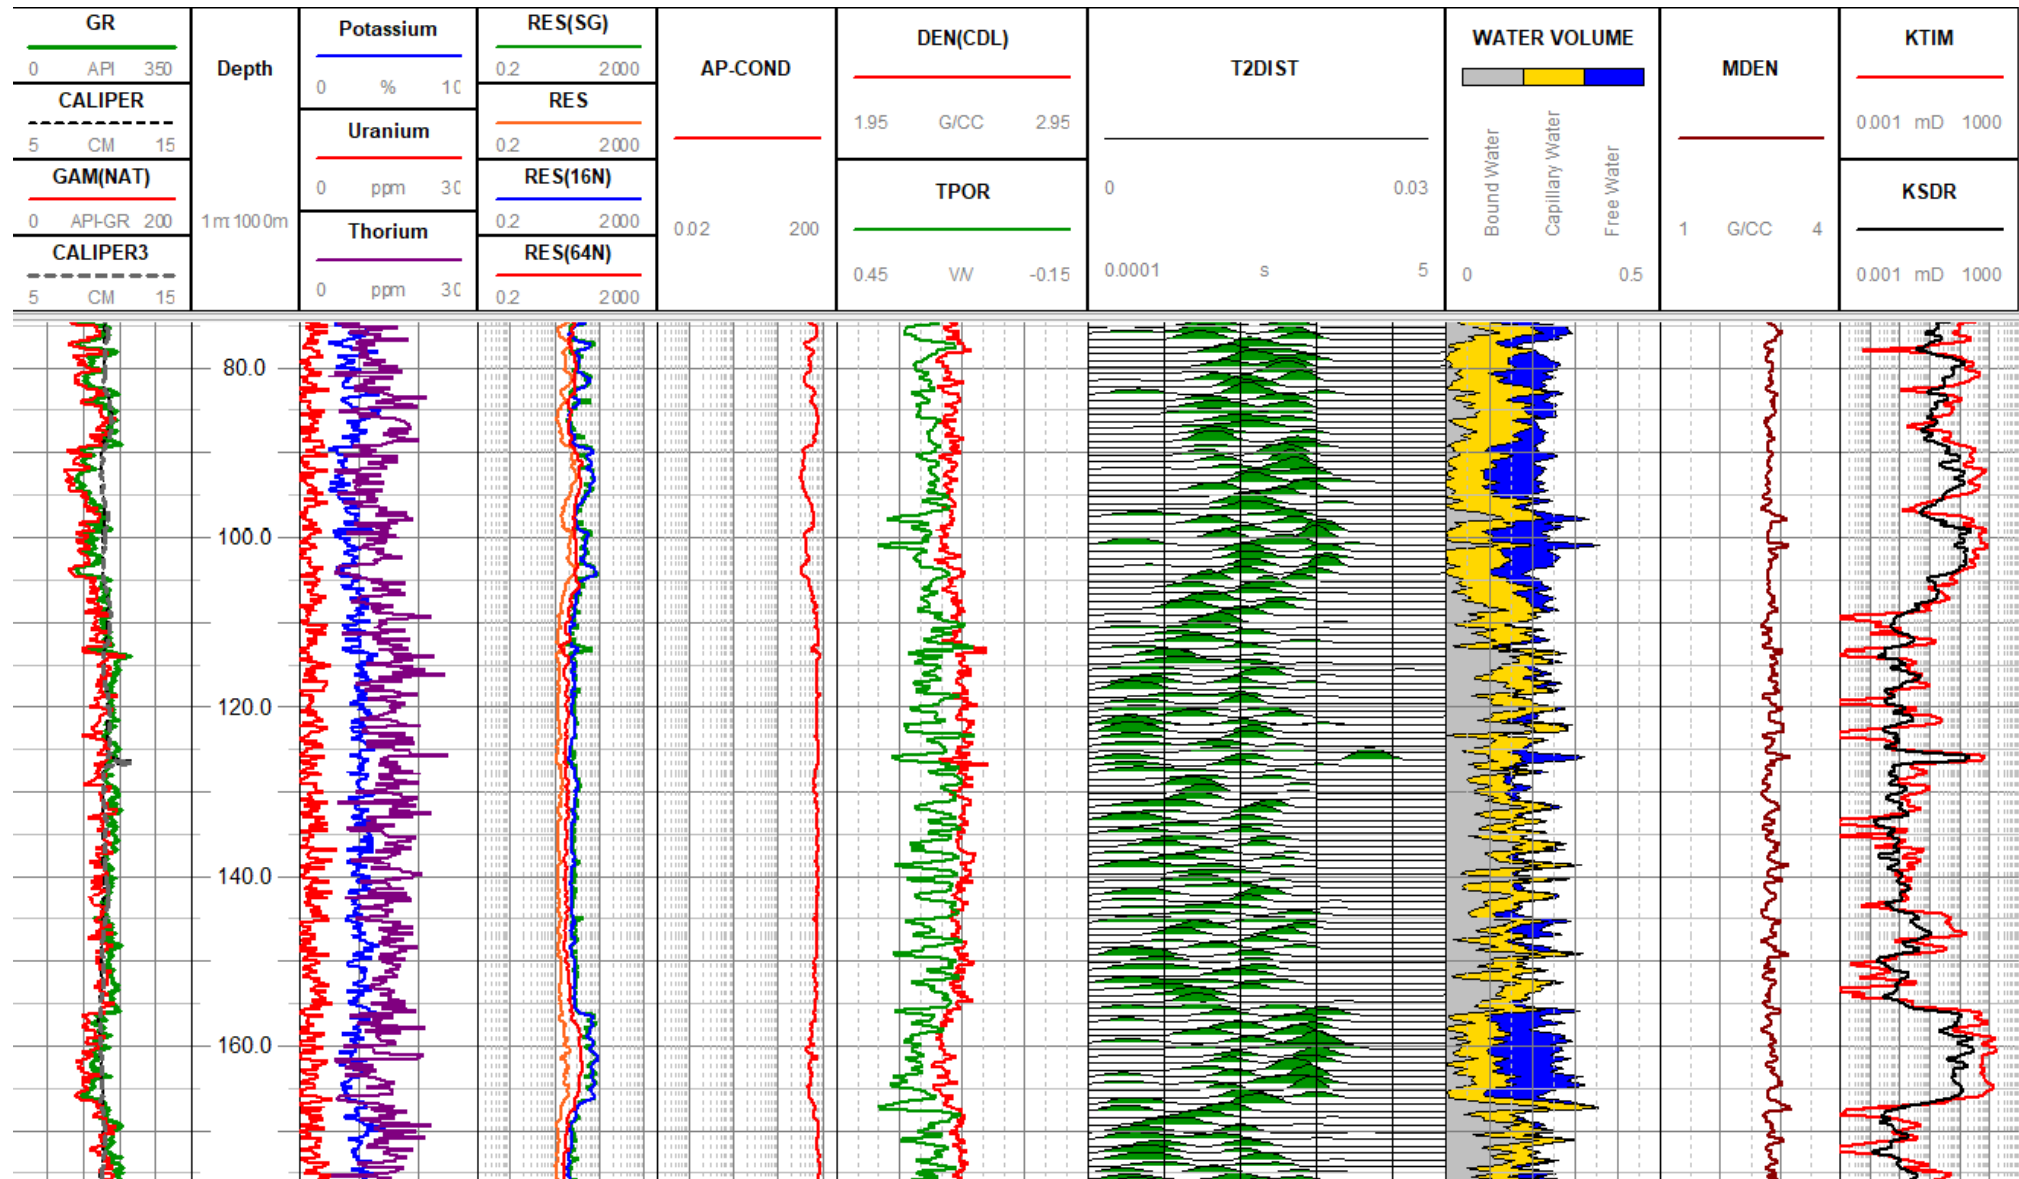 GR
0 API 350
CALIPER
5 CM 15
GAM(NAT)
0 API-GR 200
CALIPER3
5 CM 15
Depth
1m:1000m
Potassium
0 % 10
Uranium
0 ppm 30
Thorium
0 ppm 30
RES(SG)
0.2 2000
RES
0.2 2000
RES(16N)
0.2 2000
RES(64N)
0.2 2000
AP-COND
0.02 200
DEN(CDL)
1.95 G/CC 2.95
TPOR
0.45 V/V -0.15
T2DIST
0 0.03
0.0001 s 5
WATER VOLUME
Bound Water
Capillary Water
Free Water
0 0.5
MDEN
1 G/CC 4
KTIM
0.001 mD 1000
KSDR
0.001 mD 1000
80.0
100.0
120.0
140.0
160.0